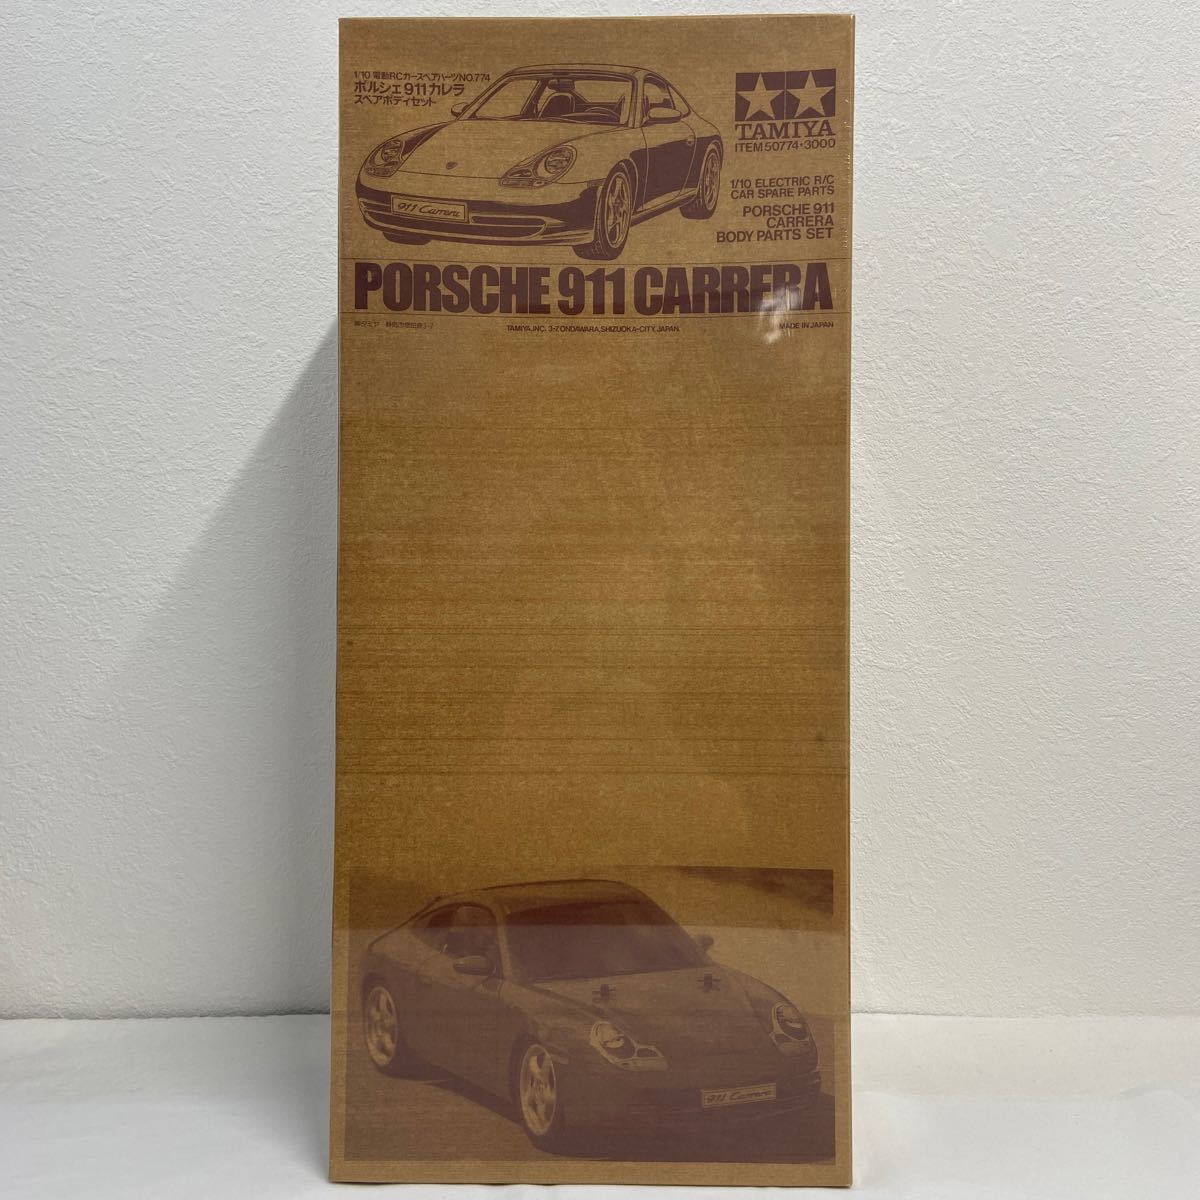 1/10 電動RCカースペアパーツNO.774
ポルシェ911カレラ
スペアボディセット
911 Carrera
TAMIYA
ITEM 50774・3000
1/10 ELECTRIC R/C
CAR SPARE PARTS
PORSCHE 911
CARRERA
BODY PARTS SET
PORSCHE 911 CARRERA
TAMIYA, INC. 3-7 ONDAWARA, SHIZUOKA-CITY, JAPAN.
MADE IN JAPAN
911 Carrera